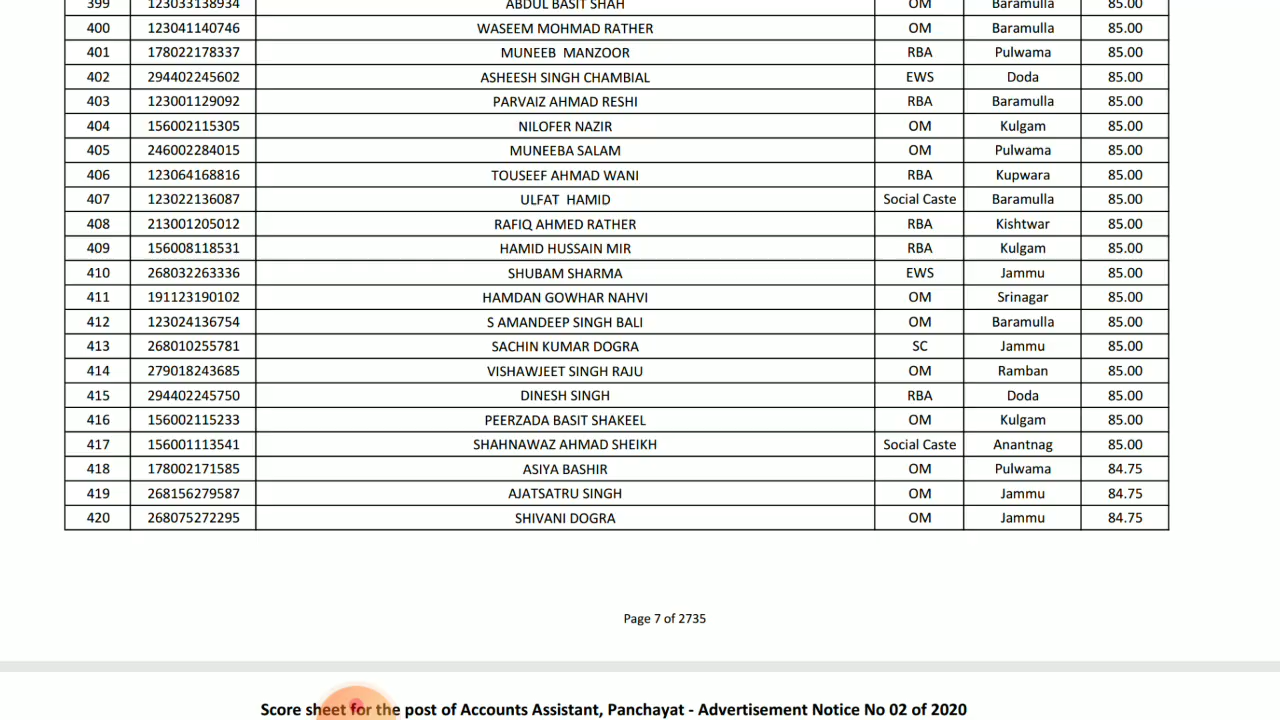 399 123033138934 ABDUL BASIT SHAH OM Baramulla 85.00
400 123041140746 WASEEM MOHMAD RATHER OM Baramulla 85.00
401 178022178337 MUNEEB MANZOOR RBA Pulwama 85.00
402 294402245602 ASHEESH SINGH CHAMBIAL EWS Doda 85.00
403 123001129092 PARVAIZ AHMAD RESHI RBA Baramulla 85.00
404 156002115305 NILOFER NAZIR OM Kulgam 85.00
405 246002284015 MUNEEBA SALAM OM Pulwama 85.00
406 123064168816 TOUSEEF AHMAD WANI RBA Kupwara 85.00
407 123022136087 ULFAT HAMID Social Caste Baramulla 85.00
408 213001205012 RAFIQ AHMED RATHER RBA Kishtwar 85.00
409 156008118531 HAMID HUSSAIN MIR RBA Kulgam 85.00
410 268032263336 SHUBAM SHARMA EWS Jammu 85.00
411 191123190102 HAMDAN GOWHAR NAHVI OM Srinagar 85.00
412 123024136754 S AMANDEEP SINGH BALI OM Baramulla 85.00
413 268010255781 SACHIN KUMAR DOGRA SC Jammu 85.00
414 279018243685 VISHAWJEET SINGH RAJU OM Ramban 85.00
415 294402245750 DINESH SINGH RBA Doda 85.00
416 156002115233 PEERZADA BASIT SHAKEEL OM Kulgam 85.00
417 156001113541 SHAHNAWAZ AHMAD SHEIKH Social Caste Anantnag 85.00
418 178002171585 ASIYA BASHIR OM Pulwama 84.75
419 268156279587 AJATSATRU SINGH OM Jammu 84.75
420 268075272295 SHIVANI DOGRA OM Jammu 84.75
Page 7 of 2735
Score sheet for the post of Accounts Assistant, Panchayat - Advertisement Notice No 02 of 2020